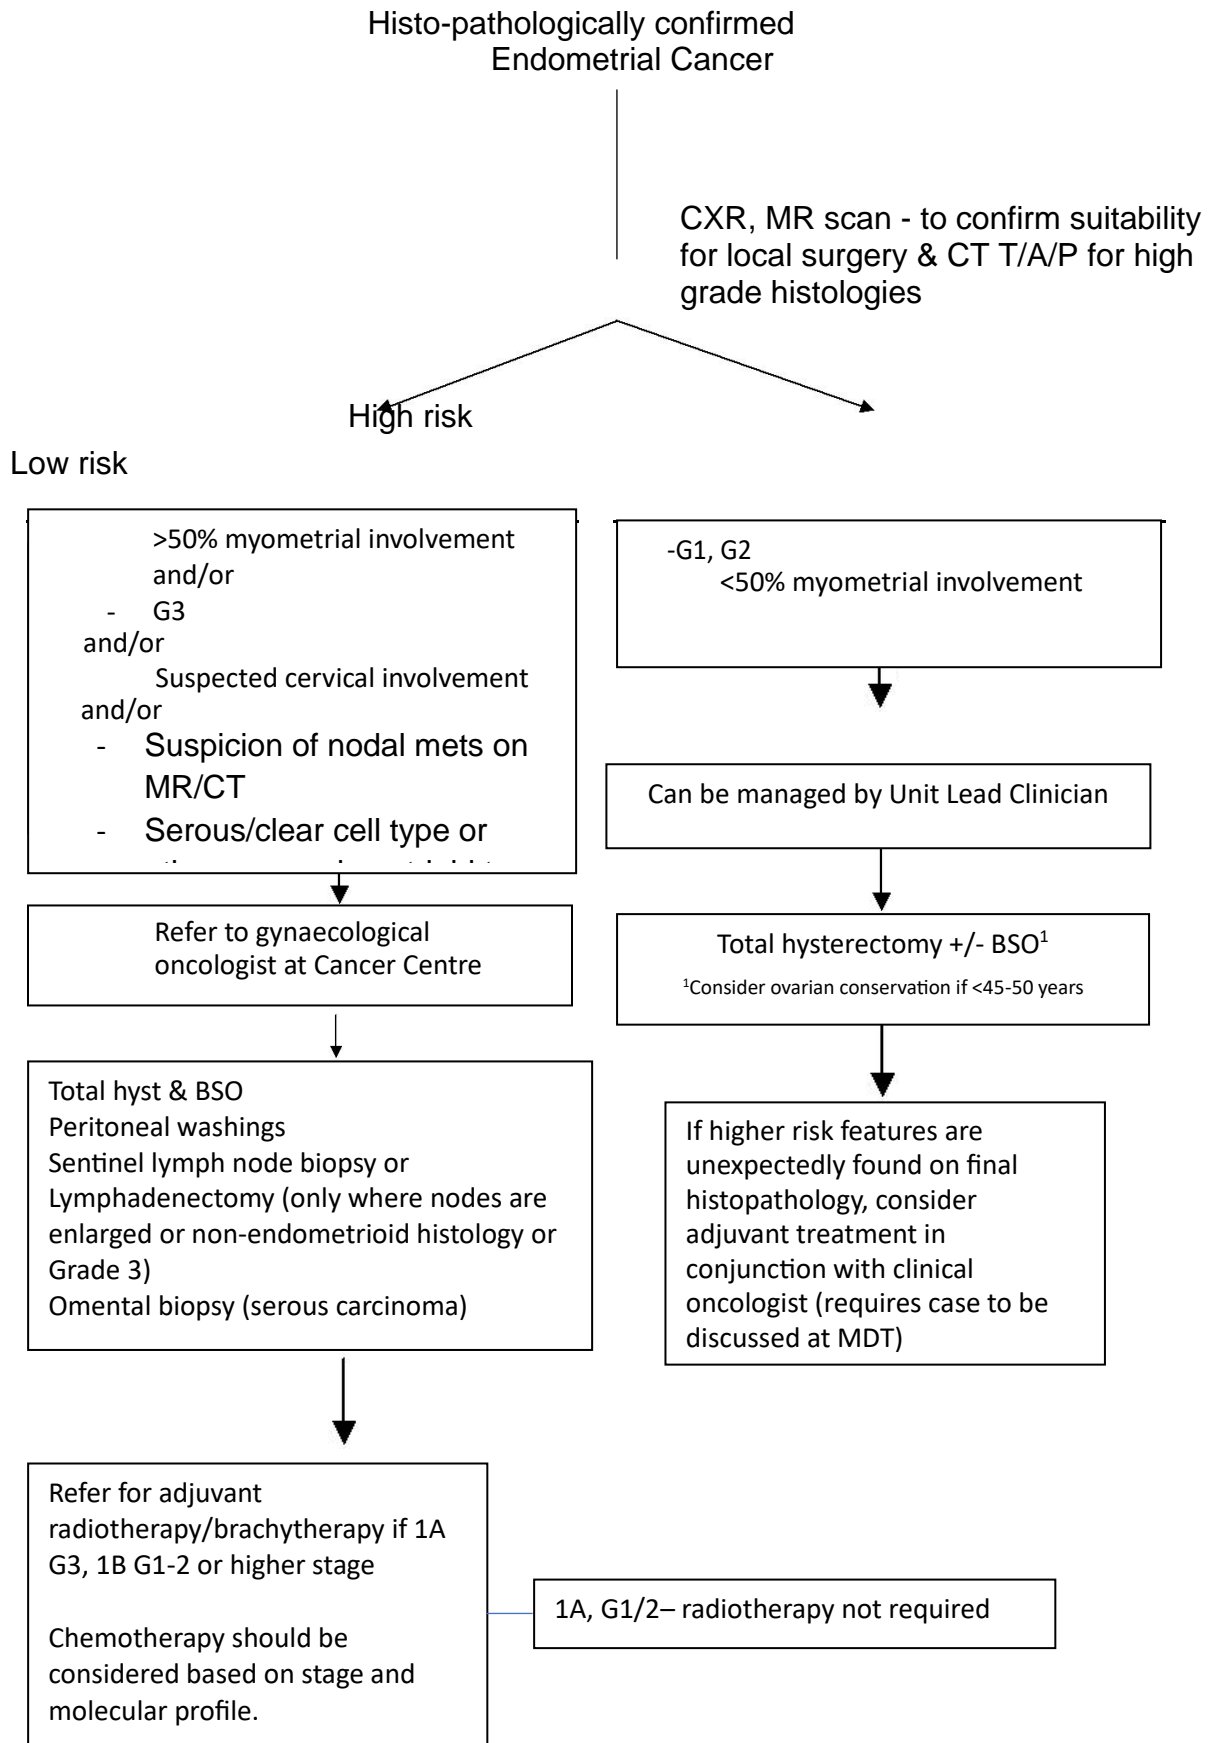 Histo-pathologically confirmed
Endometrial Cancer
CXR, MR scan - to confirm suitability
for local surgery & CT T/A/P for high
grade histologies
High risk
Low risk
>50% myometrial involvement
and/or
- G3
and/or
Suspected cervical involvement
and/or
- Suspicion of nodal mets on
MR/CT
- Serous/clear cell type or
Refer to gynaecological
oncologist at Cancer Centre
Total hyst & BSO
Peritoneal washings
Sentinel lymph node biopsy or
Lymphadenectomy (only where nodes are
enlarged or non-endometrioid histology or
Grade 3)
Omental biopsy (serous carcinoma)
Refer for adjuvant
radiotherapy/brachytherapy if 1A
G3, 1B G1-2 or higher stage
Chemotherapy should be
considered based on stage and
molecular profile.
1A, G1/2– radiotherapy not required
-G1, G2
<50% myometrial involvement
Can be managed by Unit Lead Clinician
Total hysterectomy +/- BSO¹
¹Consider ovarian conservation if <45-50 years
If higher risk features are
unexpectedly found on final
histopathology, consider
adjuvant treatment in
conjunction with clinical
oncologist (requires case to be
discussed at MDT)